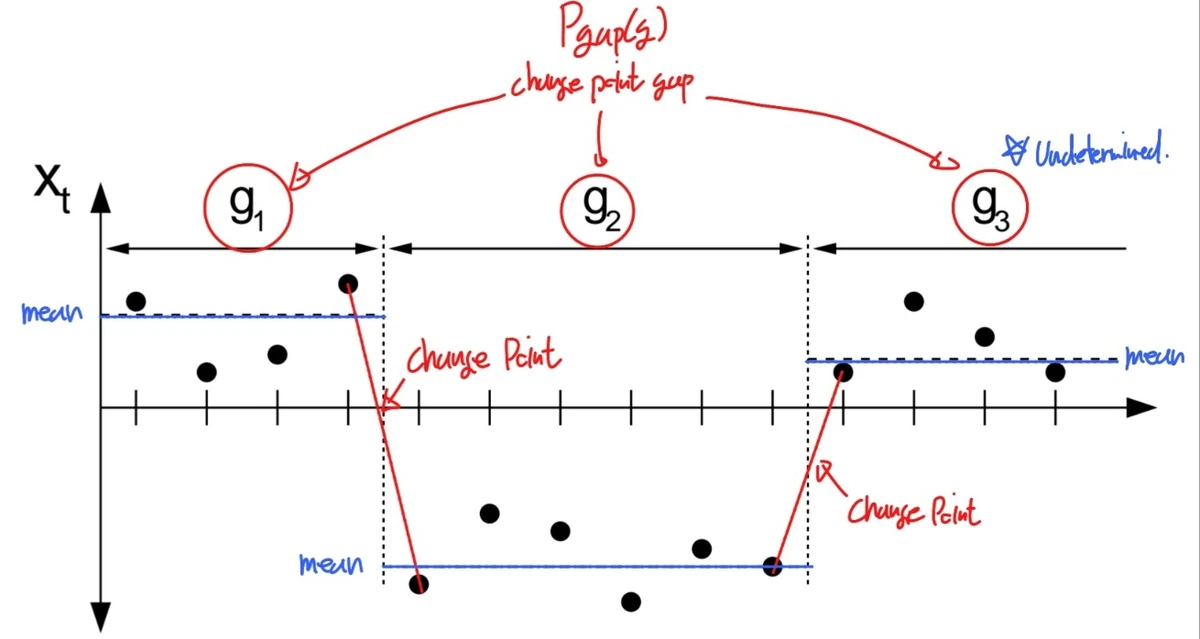 Pgap(g)
change point gap
☆ Undetermined.
Xt
g1
g2
g3
mean
change Point
mean
Change Point
mean